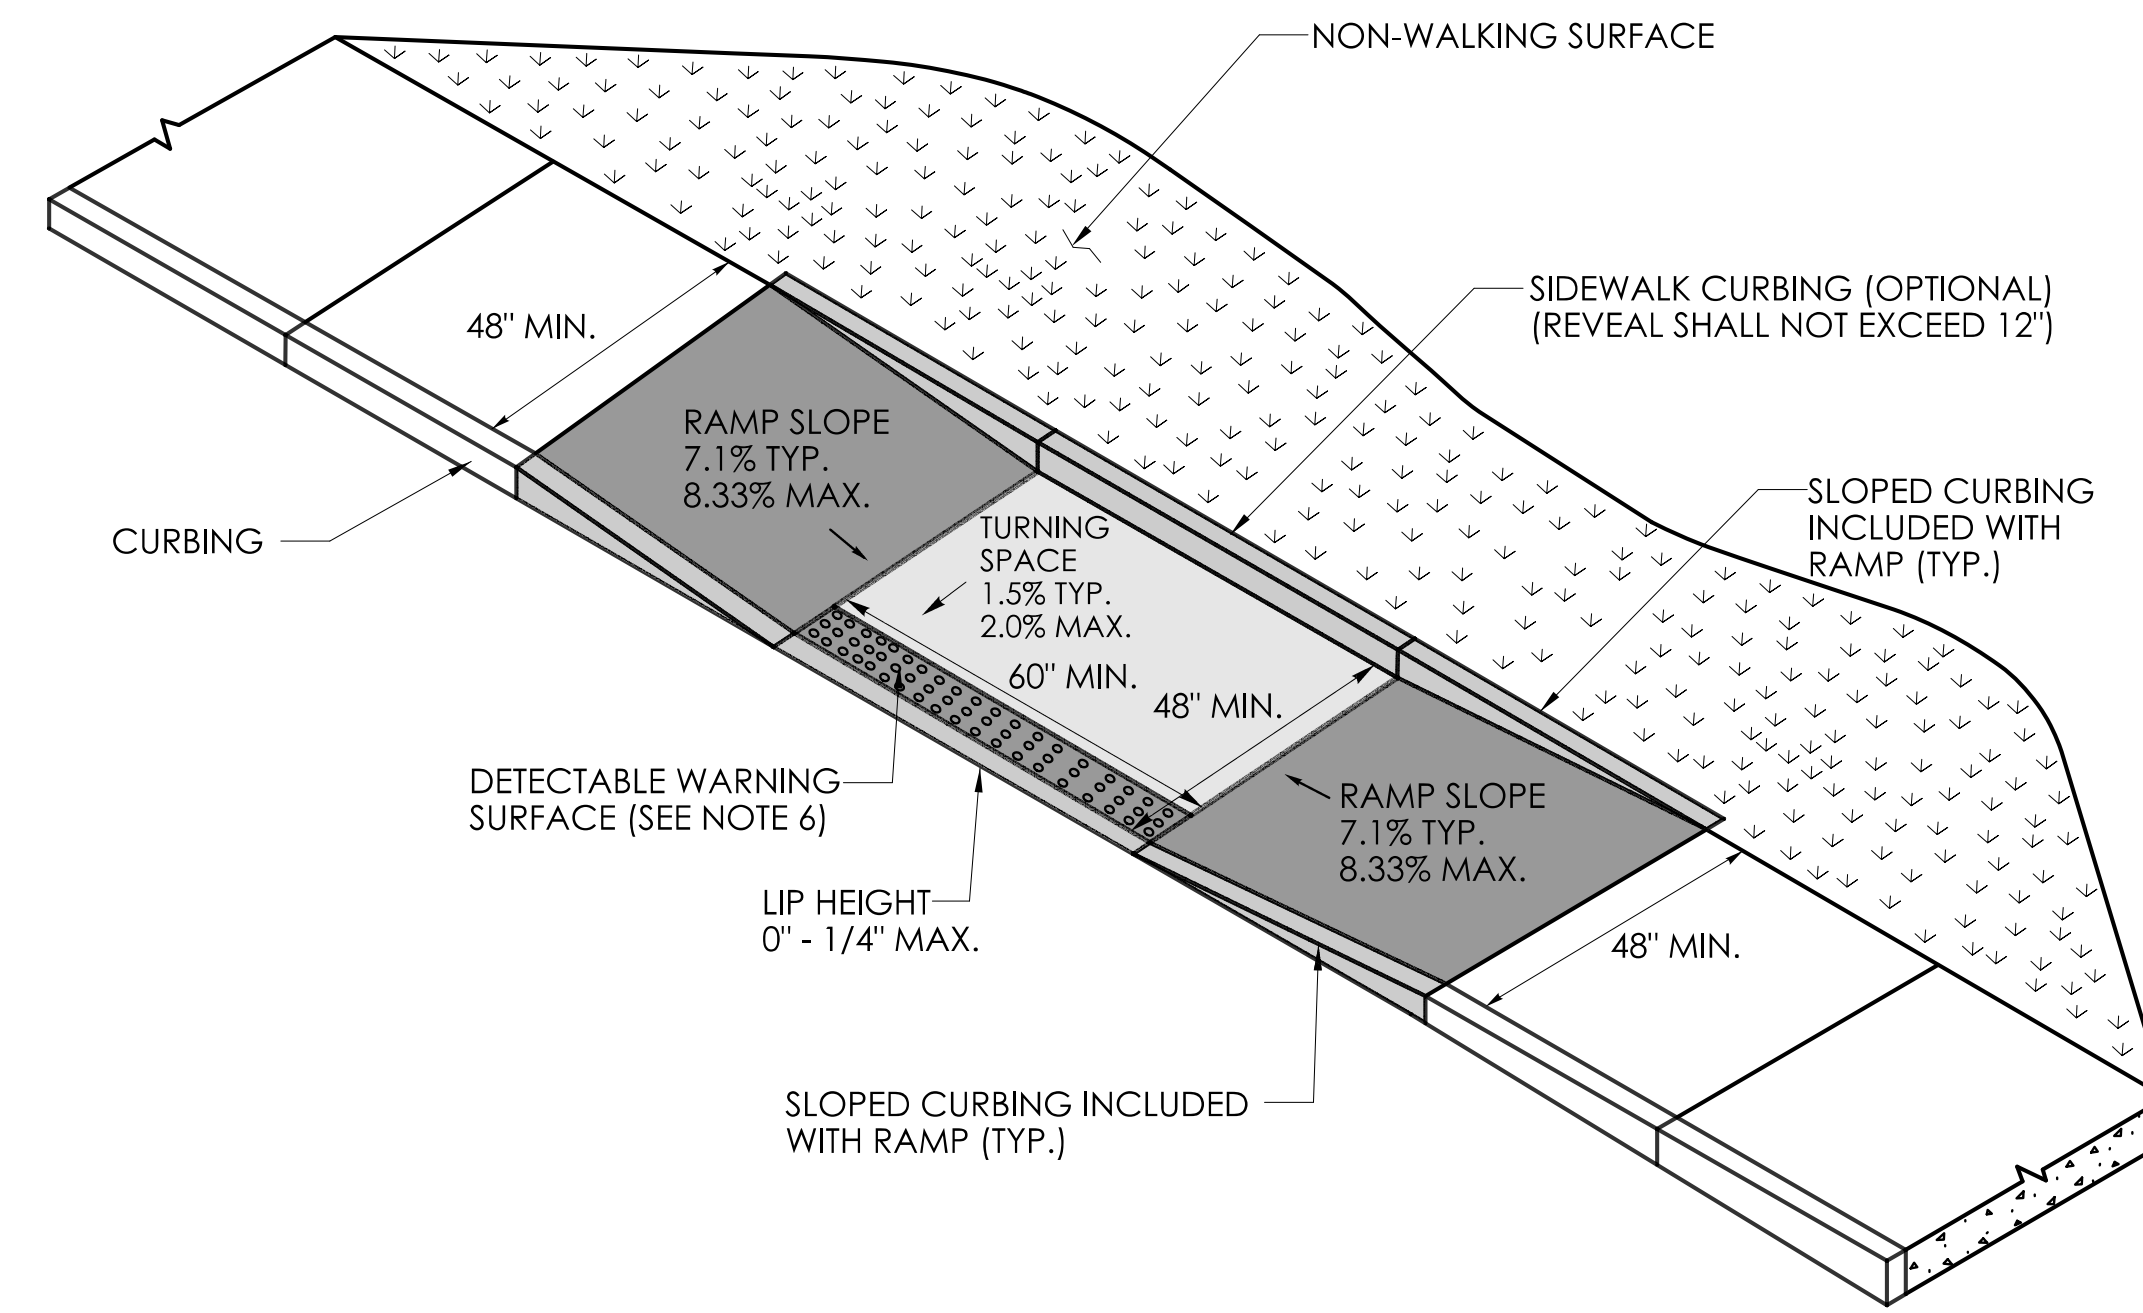 NON-WALKING SURFACE
SIDEWALK CURBING (OPTIONAL)
(REVEAL SHALL NOT EXCEED 12")
48" MIN.
RAMP SLOPE
7.1% TYP.
8.33% MAX.
SLOPED CURBING
INCLUDED WITH
RAMP (TYP.)
CURBING
TURNING
SPACE
1.5% TYP.
2.0% MAX.
60" MIN.
48" MIN.
DETECTABLE WARNING
SURFACE (SEE NOTE 6)
RAMP SLOPE
7.1% TYP.
8.33% MAX.
LIP HEIGHT
0" - 1/4" MAX.
48" MIN.
SLOPED CURBING INCLUDED
WITH RAMP (TYP.)